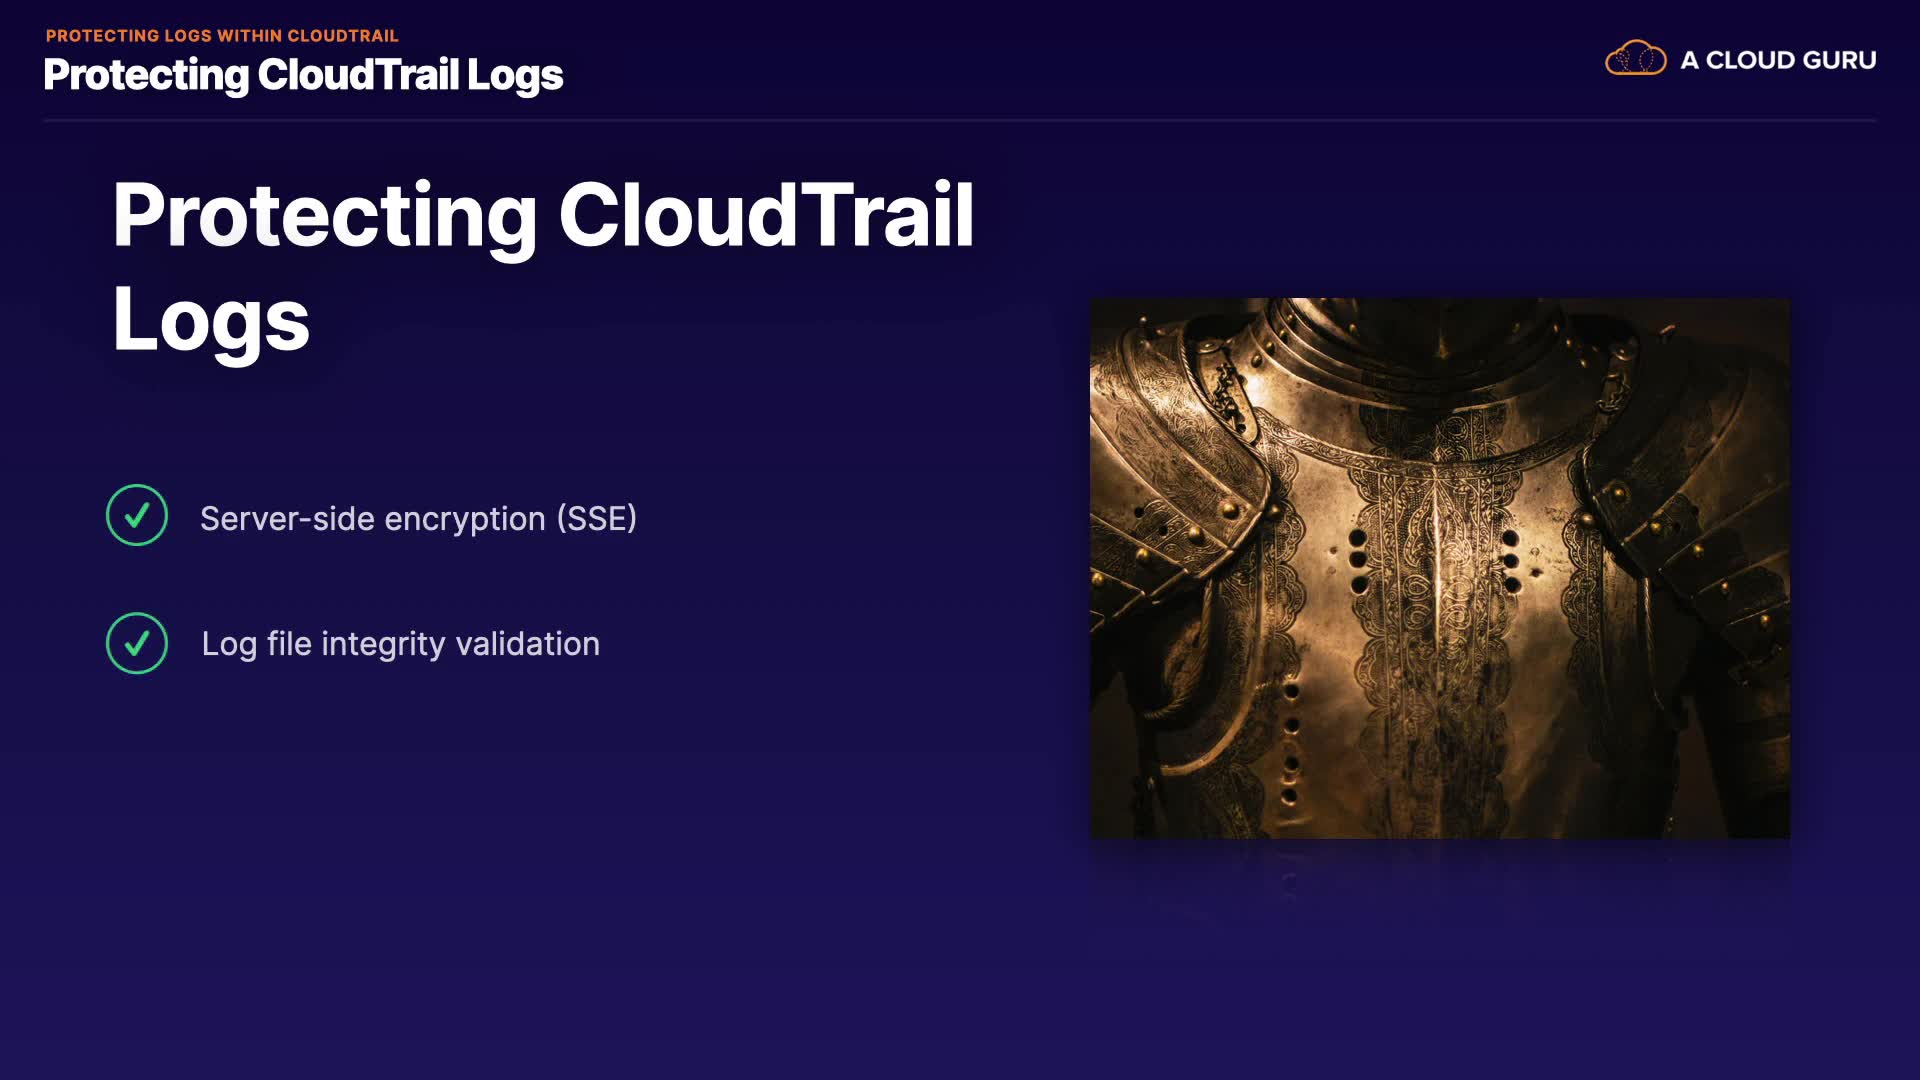 PROTECTING LOGS WITHIN CLOUDTRAIL
Protecting CloudTrail Logs
A CLOUD GURU
Protecting CloudTrail
Logs
Server-side encryption (SSE)
Log file integrity validation